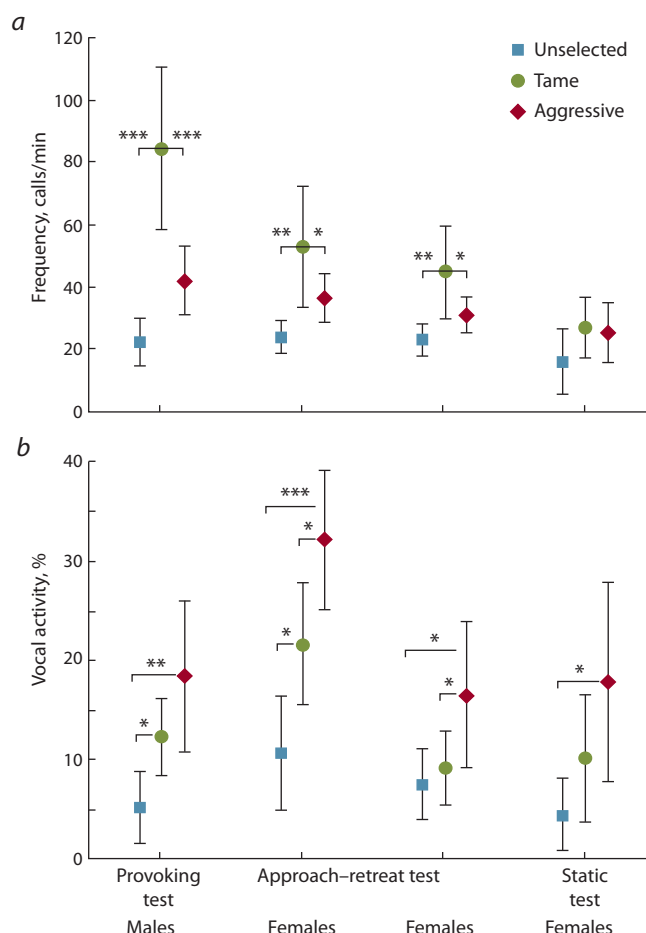 a
120
100
80
60
40
20
0
Frequency, calls/min
Unselected
Tame
Aggressive
*** ***
** *
** *
b
40
30
20
10
0
Vocal activity, %
***
*
*
**
*
*
*
*
Provoking test
Approach–retreat test
Static test
Males Females Females Females